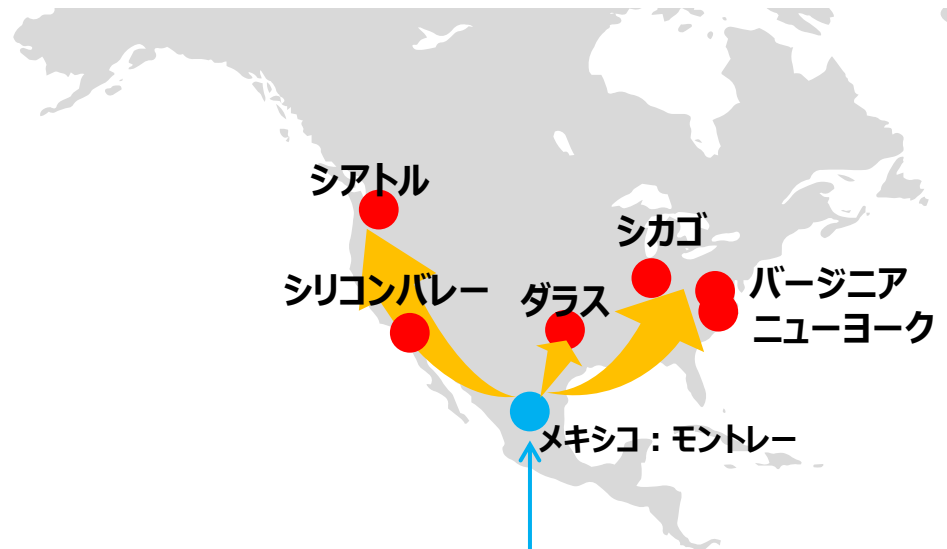 シアトル
シカゴ
シリコンバレー
ダラス
バージニア
ニューヨーク
メキシコ：モントレー